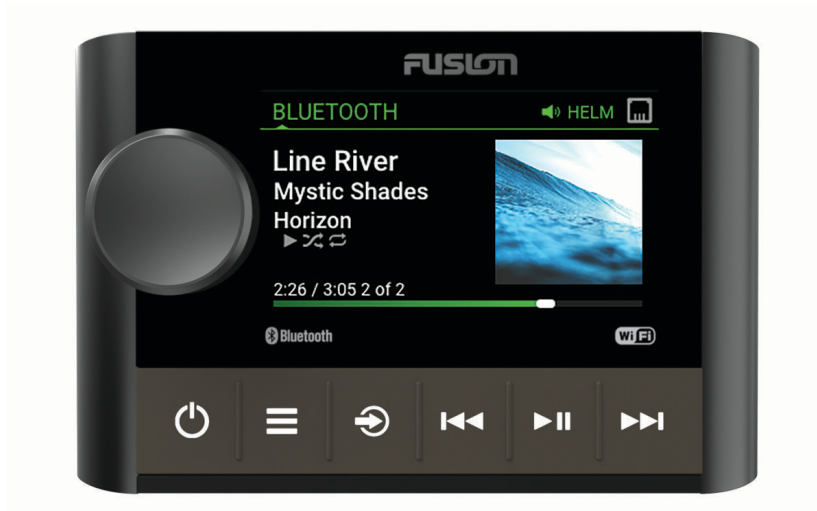 FUSION
BLUETOOTH
HELM
Line River
Mystic Shades
Horizon
2:26 / 3:05 2 of 2
Bluetooth
WiFi